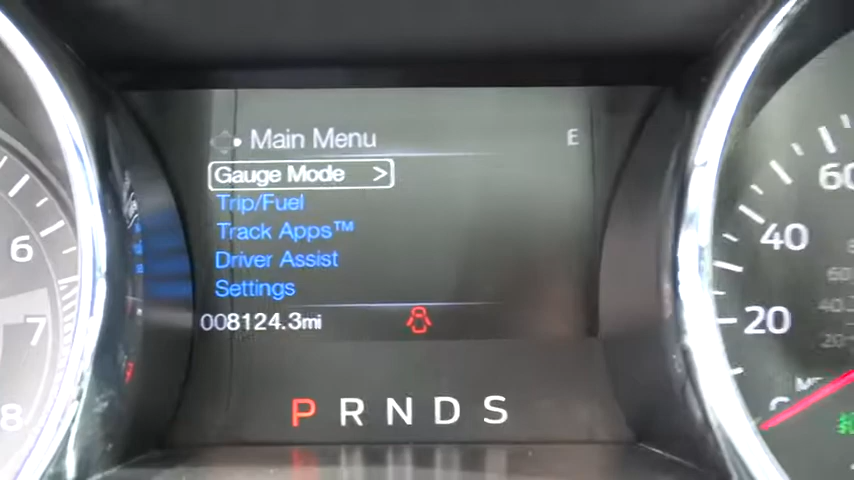 Main Menu E
Gauge Mode >
Trip/Fuel
Track Apps™
Driver Assist
Settings
008124.3mi
P R N D S
6
7
8
60
40
20